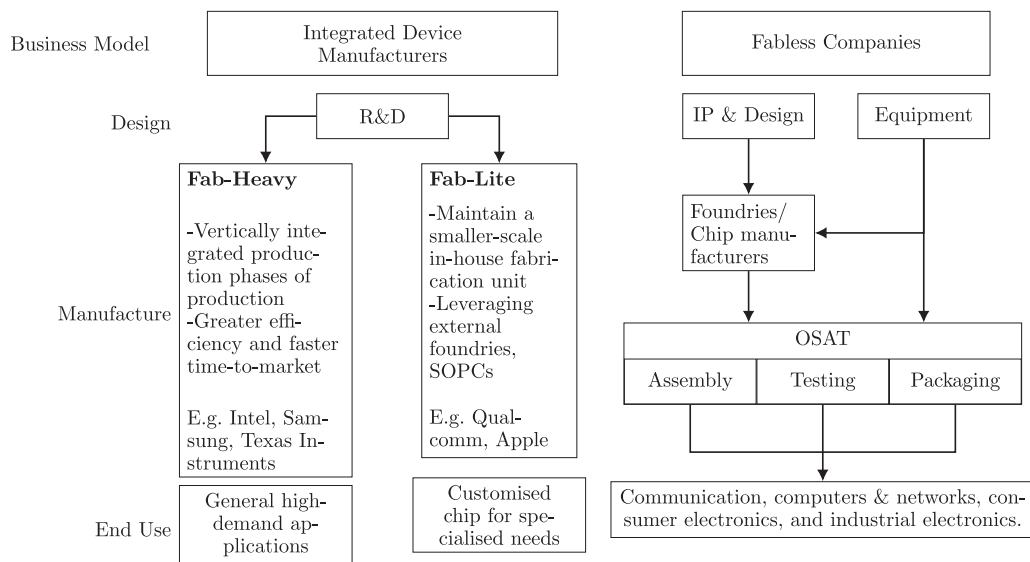 Business Model
Integrated Device
Manufacturers
Fabless Companies
Design
R&D
IP & Design
Equipment
Manufacture
Fab-Heavy
-Vertically inte-
grated produc-
tion phases of
production
-Greater effi-
ciency and faster
time-to-market
E.g. Intel, Sam-
sung, Texas In-
struments
Fab-Lite
-Maintain a
smaller-scale
in-house fabri-
cation unit
-Leveraging
external
foundries,
SOPCs
E.g. Qual-
comm, Apple
Foundries/
Chip manu-
facturers
OSAT
Assembly
Testing
Packaging
End Use
General high-
demand ap-
plications
Customised
chip for spe-
cialised needs
Communication, computers & networks, con-
sumer electronics, and industrial electronics.